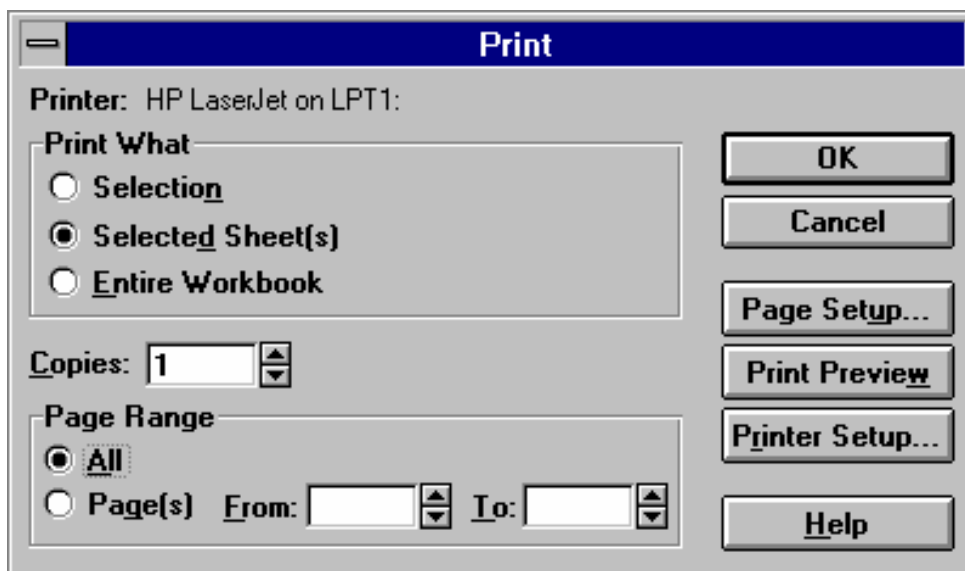 Print
Printer: HP LaserJet on LPT1:
Print What
Selection
Selected Sheet(s)
Entire Workbook
Copies: 1
Page Range
All
Page(s) From: To:
OK
Cancel
Page Setup...
Print Preview
Printer Setup...
Help